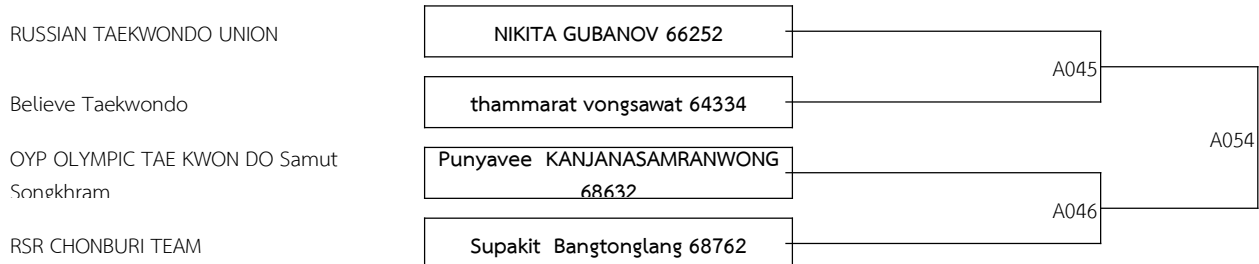 RUSSIAN TAEKWONDO UNION
NIKITA GUBANOV 66252
A045
Believe Taekwondo
thammarat vongsawat 64334
A054
OYP OLYMPIC TAE KWON DO Samut
Songkhram
Punyavee KANJANASAMRANWONG
68632
A046
RSR CHONBURI TEAM
Supakit Bangtonglang 68762